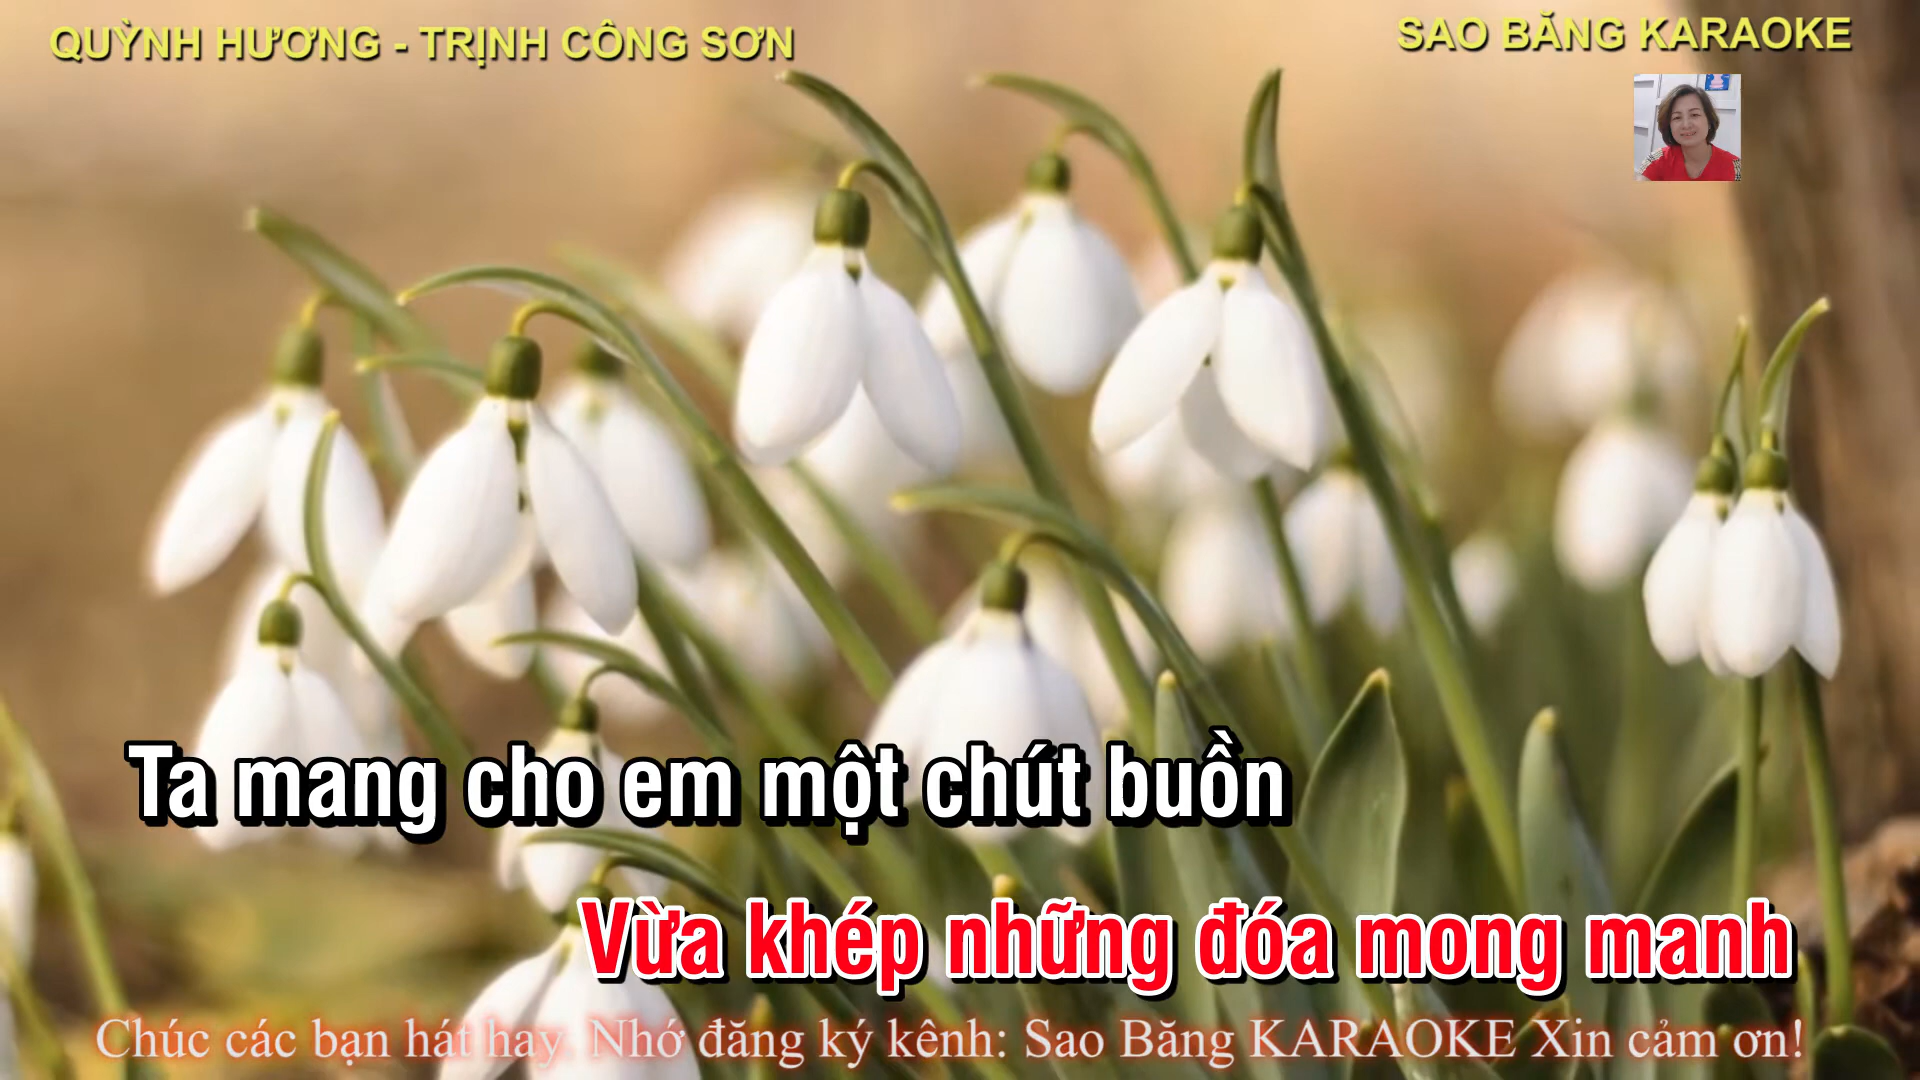 QUỲNH HƯƠNG - TRỊNH CÔNG SƠN
SAO BĂNG KARAOKE
Ta mang cho em một chút buồn
Vừa khép những đóa mong manh
Chúc các bạn hát hay. Nhớ đăng ký kênh: Sao Băng KARAOKE Xin cảm ơn!